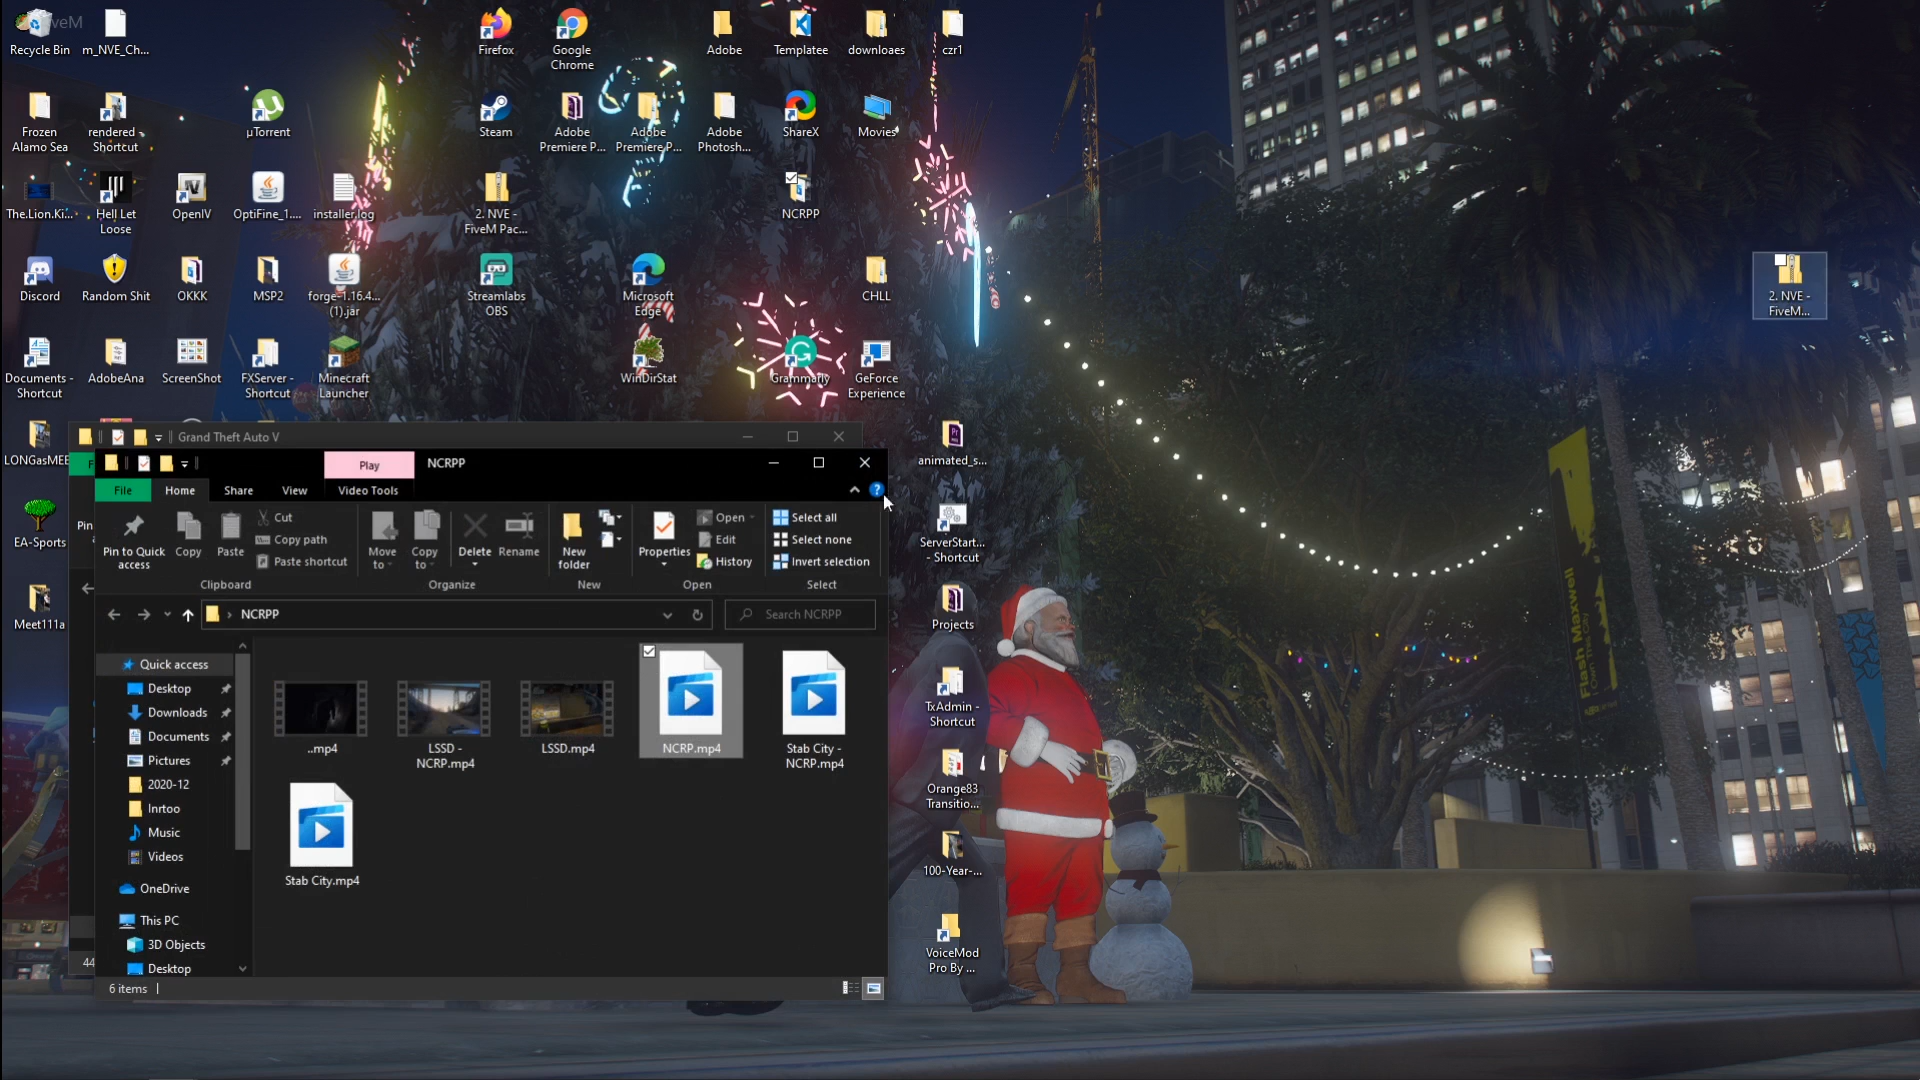 FiveM
Recycle Bin
m_NVE_Ch...
Firefox
Google
Chrome
Adobe
Templatee
downloaes
czr1
Frozen
Alamo Sea
rendered -
Shortcut
µTorrent
Steam
Adobe
Premiere P...
Adobe
Premiere P...
Adobe
Photosh...
ShareX
Movies
The.Lion.Ki...
Hell Let
Loose
OpenIV
OptiFine_1....
installer.log
2. NVE -
FiveM Pac...
NCRPP
Discord
Random Shit
OKKK
MSP2
forge-1.16.4...
(1).jar
Streamlabs
OBS
Microsoft
Edge
CHLL
2. NVE -
FiveM...
Documents -
Shortcut
AdobeAna
ScreenShot
FXServer -
Shortcut
Minecraft
Launcher
WinDirStat
Grammarly
GeForce
Experience
LONGasMEE
EA-Sports
Meet111a
animated_s...
ServerStart...
- Shortcut
Projects
TxAdmin -
Shortcut
Orange83
Transitio...
100-Year-...
VoiceMod
Pro By ...
Grand Theft Auto V
Play
NCRPP
File
Home
Share
View
Video Tools
Pin to Quick
access
Copy
Paste
Cut
Copy path
Paste shortcut
Move
to
Copy
to
Delete
Rename
New
folder
Properties
Open
Edit
History
Select all
Select none
Invert selection
Clipboard
Organize
New
Open
Select
NCRPP
Search NCRPP
Quick access
Desktop
Downloads
Documents
Pictures
2020-12
Inrtoo
Music
Videos
OneDrive
This PC
3D Objects
Desktop
..mp4
LSSD -
NCRP.mp4
LSSD.mp4
NCRP.mp4
Stab City -
NCRP.mp4
Stab City.mp4
6 items
Pin
44
Flash Maxwell